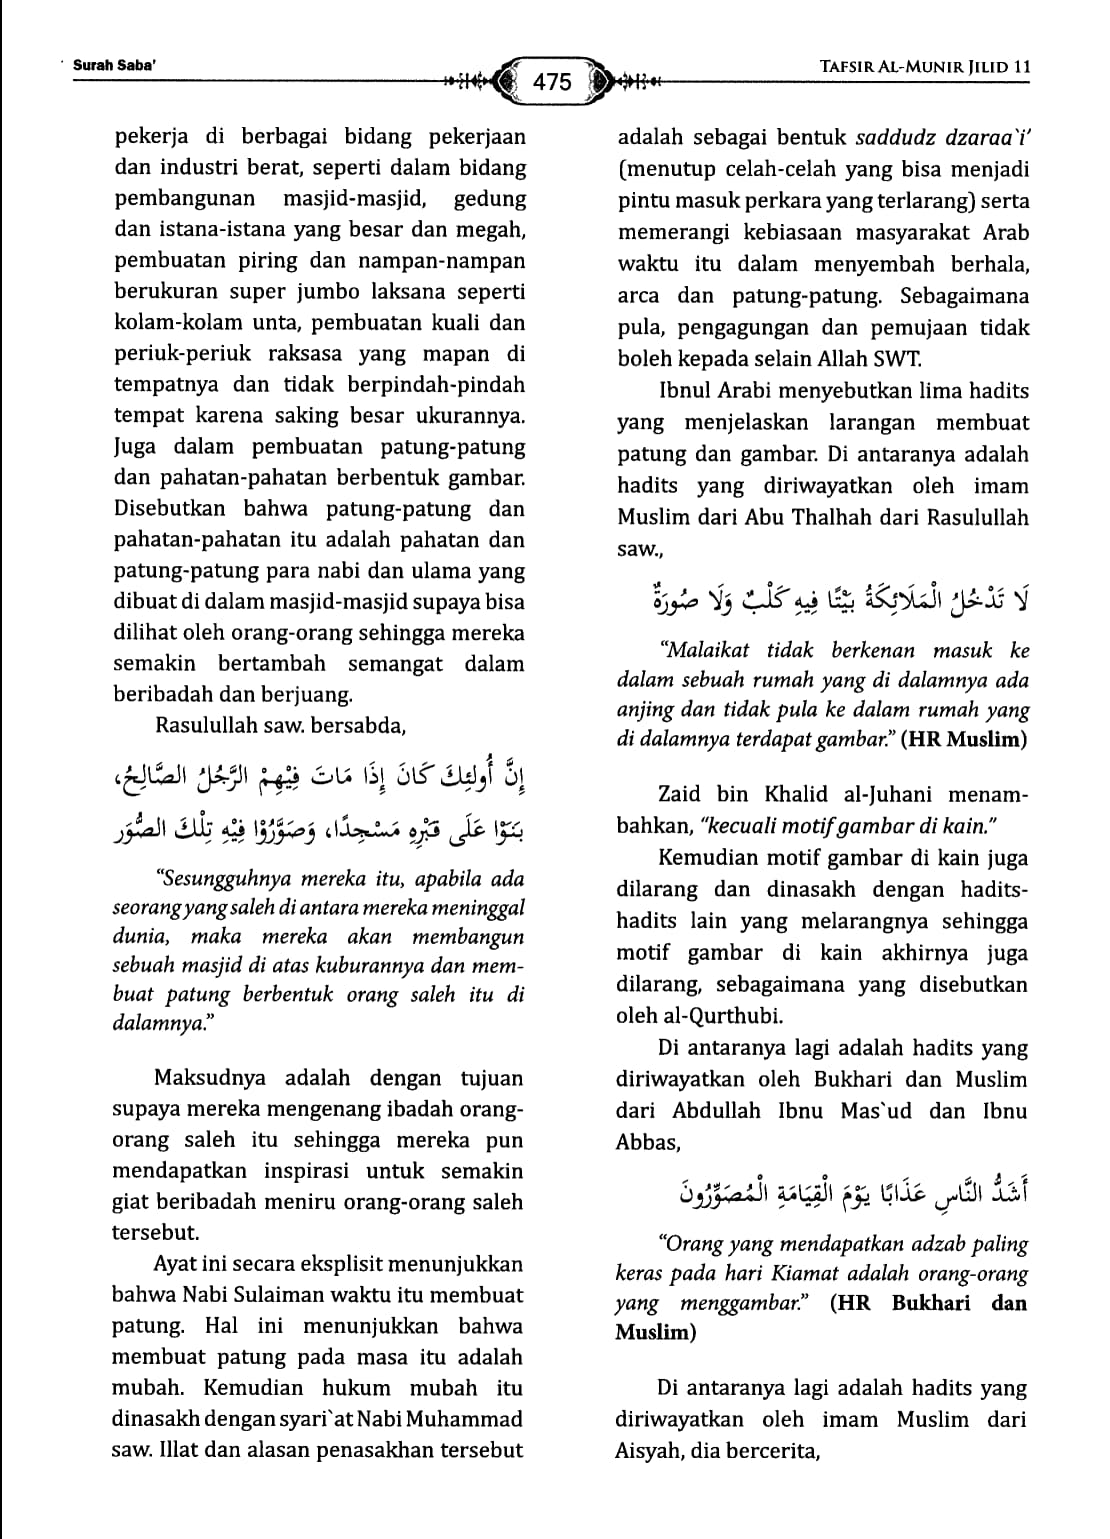 Surah Saba'
475
TAFSIR AL-MUNIR JILID 11
pekerja di berbagai bidang pekerjaan
dan industri berat, seperti dalam bidang
pembangunan masjid-masjid, gedung
dan istana-istana yang besar dan megah,
pembuatan piring dan nampan-nampan
berukuran super jumbo laksana seperti
kolam-kolam unta, pembuatan kuali dan
periuk-periuk raksasa yang mapan di
tempatnya dan tidak berpindah-pindah
tempat karena saking besar ukurannya.
Juga dalam pembuatan patung-patung
dan pahatan-pahatan berbentuk gambar.
Disebutkan bahwa patung-patung dan
pahatan-pahatan itu adalah pahatan dan
patung-patung para nabi dan ulama yang
dibuat di dalam masjid-masjid supaya bisa
dilihat oleh orang-orang sehingga mereka
semakin bertambah semangat dalam
beribadah dan berjuang.
Rasulullah saw. bersabda,
إِنَّ أُولئِكَ كَانَ إِذَا مَاتَ فِيْهِمْ الرَّجُلُ الصَّالِحُ،
بَنَوْا عَلَى قَبْرِهِ مَسْجِدًا، وَصَوَّرُوْا فِيْهِ تِلْكَ الصُّوَر
“Sesungguhnya mereka itu, apabila ada
seorang yang saleh di antara mereka meninggal
dunia, maka mereka akan membangun
sebuah masjid di atas kuburannya dan mem-
buat patung berbentuk orang saleh itu di
dalamnya.”
Maksudnya adalah dengan tujuan
supaya mereka mengenang ibadah orang-
orang saleh itu sehingga mereka pun
mendapatkan inspirasi untuk semakin
giat beribadah meniru orang-orang saleh
tersebut.
Ayat ini secara eksplisit menunjukkan
bahwa Nabi Sulaiman waktu itu membuat
patung. Hal ini menunjukkan bahwa
membuat patung pada masa itu adalah
mubah. Kemudian hukum mubah itu
dinasakh dengan syari`at Nabi Muhammad
saw. Illat dan alasan penasakhan tersebut
adalah sebagai bentuk saddudz dzaraa`i’
(menutup celah-celah yang bisa menjadi
pintu masuk perkara yang terlarang) serta
memerangi kebiasaan masyarakat Arab
waktu itu dalam menyembah berhala,
arca dan patung-patung. Sebagaimana
pula, pengagungan dan pemujaan tidak
boleh kepada selain Allah SWT.
Ibnul Arabi menyebutkan lima hadits
yang menjelaskan larangan membuat
patung dan gambar. Di antaranya adalah
hadits yang diriwayatkan oleh imam
Muslim dari Abu Thalhah dari Rasulullah
saw.,
لَا تَدْخُلُ الْمَلَائِكَةُ بَيْتًا فِيهِ كَلْبٌ وَلَا صُورَةٌ
“Malaikat tidak berkenan masuk ke
dalam sebuah rumah yang di dalamnya ada
anjing dan tidak pula ke dalam rumah yang
di dalamnya terdapat gambar.” (HR Muslim)
Zaid bin Khalid al-Juhani menam-
bahkan, “kecuali motif gambar di kain.”
Kemudian motif gambar di kain juga
dilarang dan dinasakh dengan hadits-
hadits lain yang melarangnya sehingga
motif gambar di kain akhirnya juga
dilarang, sebagaimana yang disebutkan
oleh al-Qurthubi.
Di antaranya lagi adalah hadits yang
diriwayatkan oleh Bukhari dan Muslim
dari Abdullah Ibnu Mas`ud dan Ibnu
Abbas,
أَشَدُّ النَّاسِ عَذَابًا يَوْمَ الْقِيَامَةِ الْمُصَوِّرُونَ
“Orang yang mendapatkan adzab paling
keras pada hari Kiamat adalah orang-orang
yang menggambar.” (HR Bukhari dan
Muslim)
Di antaranya lagi adalah hadits yang
diriwayatkan oleh imam Muslim dari
Aisyah, dia bercerita,